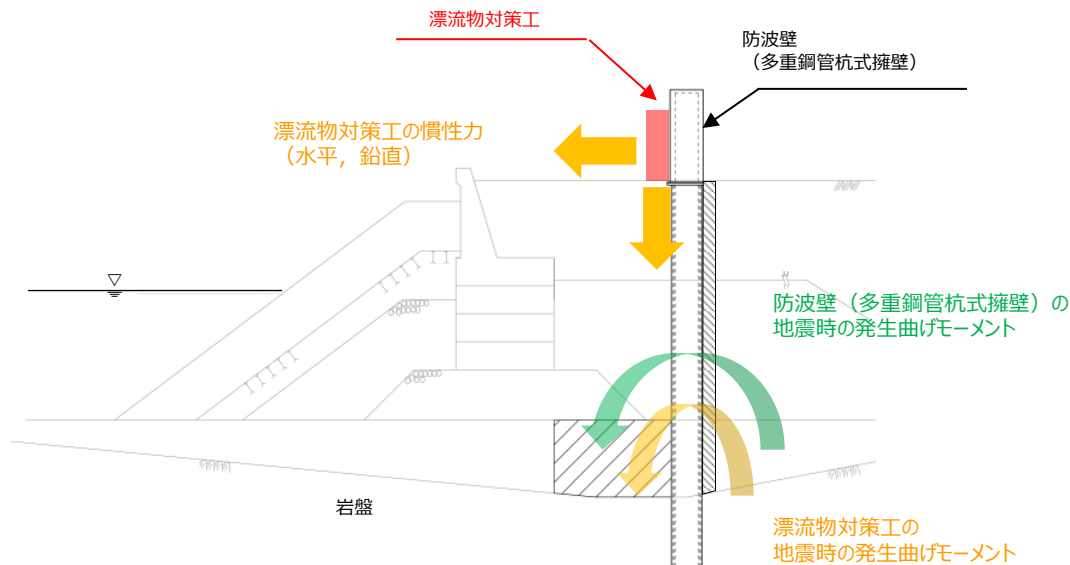 漂流物対策工
防波壁
（多重鋼管杭式擁壁）
漂流物対策工の慣性力
（水平，鉛直）
防波壁（多重鋼管杭式擁壁）の
地震時の発生曲げモーメント
岩盤
漂流物対策工の
地震時の発生曲げモーメント